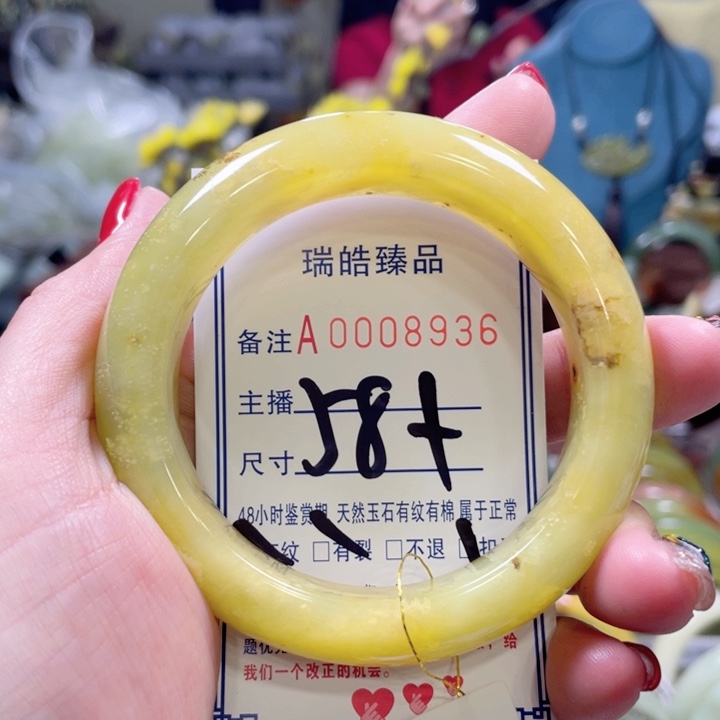 瑞皓臻品
备注A0008936
主播
58+
尺寸
48小时鉴赏期 天然玉石有纹有棉属于正常
纹 □有裂 □不退
给
我们一个改正的机会。